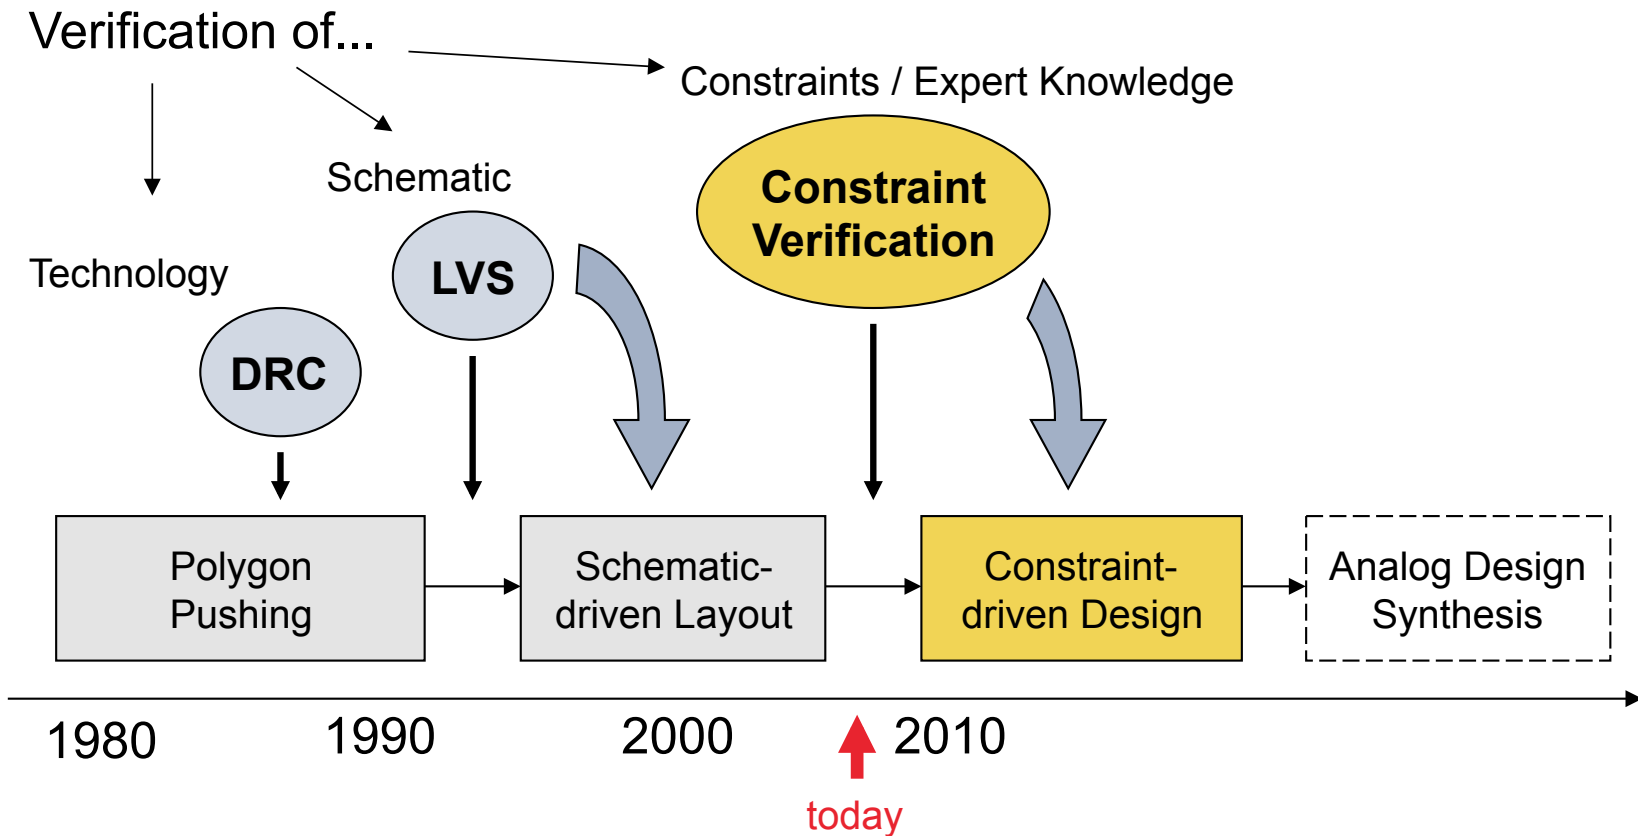 Verification of...
Constraints / Expert Knowledge
Schematic
Technology
Constraint
Verification
LVS
DRC
Polygon
Pushing
Schematic-
driven Layout
Constraint-
driven Design
Analog Design
Synthesis
1980
1990
2000
2010
today